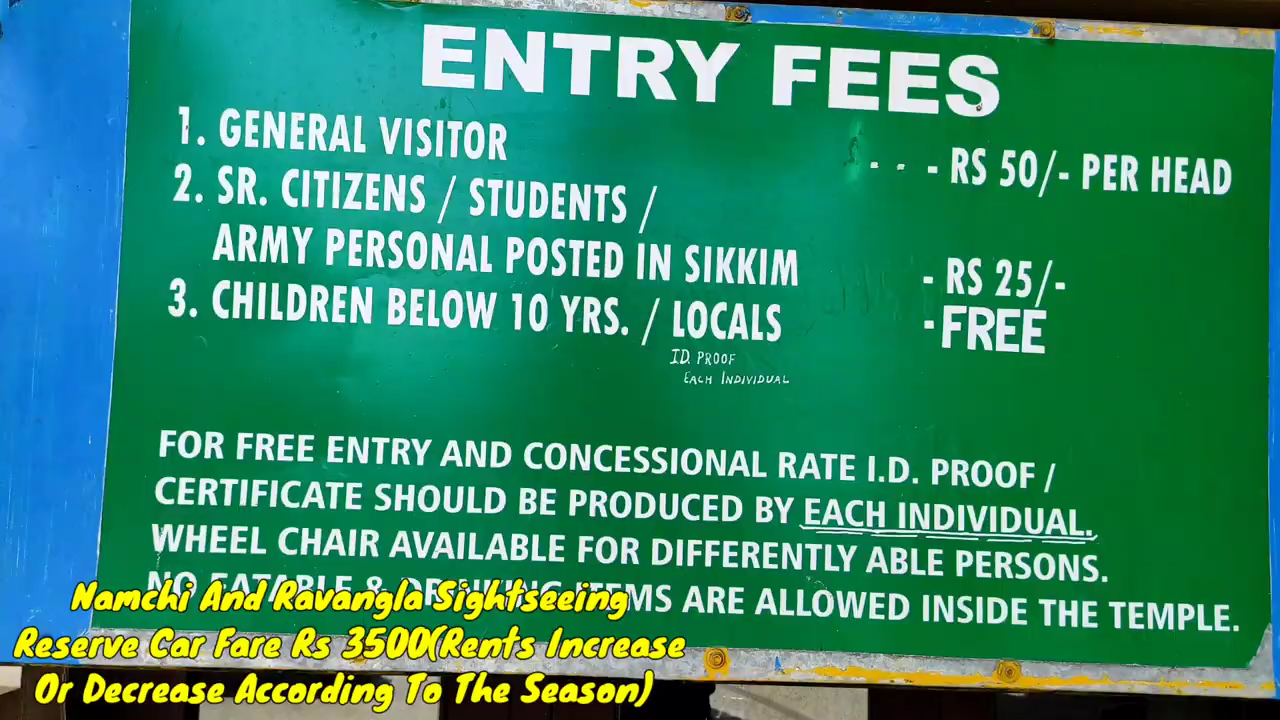 ENTRY FEES
1. GENERAL VISITOR - - - RS 50/- PER HEAD
2. SR. CITIZENS / STUDENTS /
ARMY PERSONAL POSTED IN SIKKIM - RS 25/-
3. CHILDREN BELOW 10 YRS. / LOCALS - FREE
I.D. PROOF
EACH INDIVIDUAL
FOR FREE ENTRY AND CONCESSIONAL RATE I.D. PROOF /
CERTIFICATE SHOULD BE PRODUCED BY EACH INDIVIDUAL.
WHEEL CHAIR AVAILABLE FOR DIFFERENTLY ABLE PERSONS.
NO EATABLE & DRINKING ITEMS ARE ALLOWED INSIDE THE TEMPLE.
Namchi And Ravangla Sightseeing
Reserve Car Fare Rs 3500(Rents Increase
Or Decrease According To The Season)